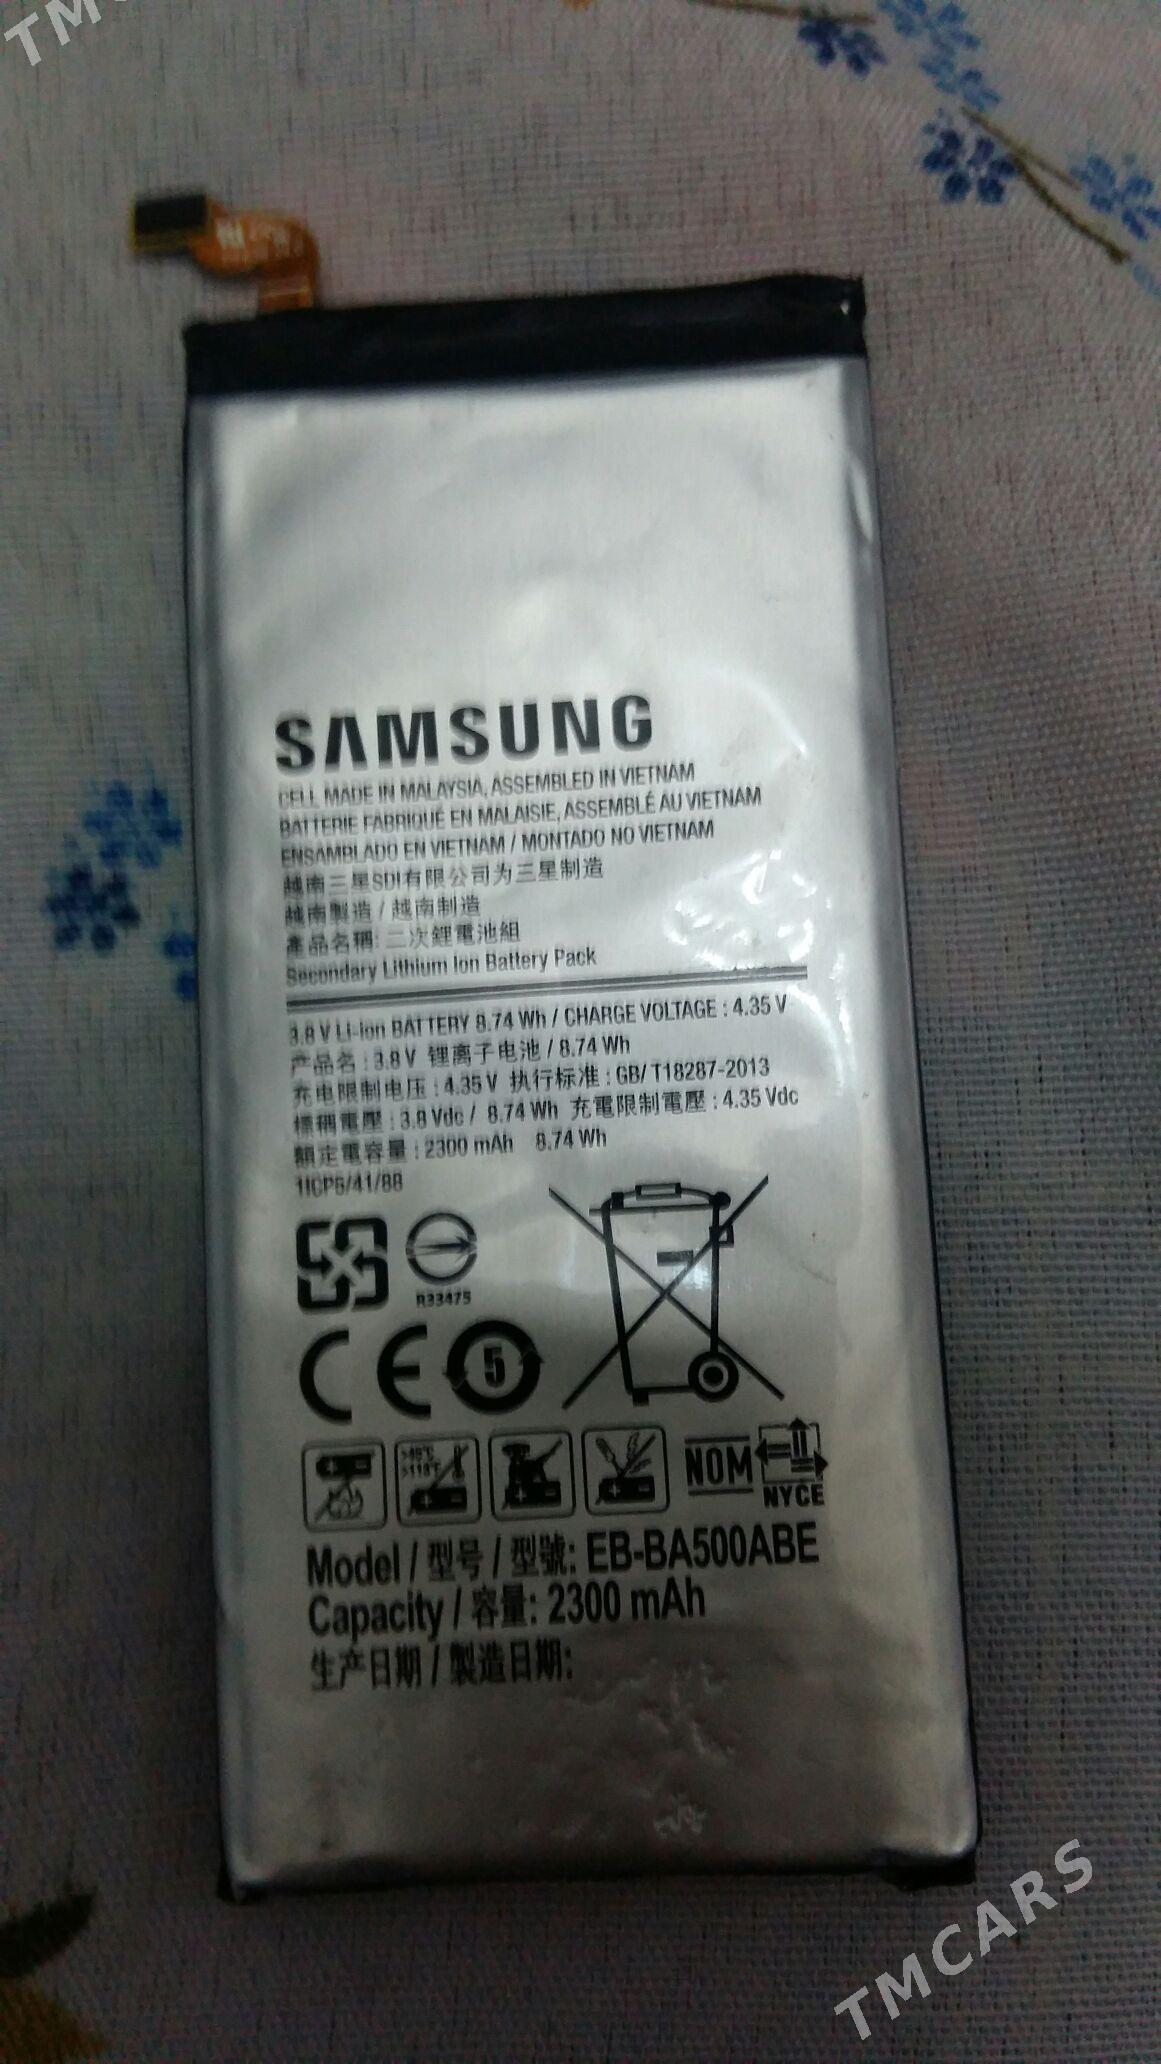 TMC
SAMSUNG
CELL MADE IN MALAYSIA, ASSEMBLED IN VIETNAM
BATTERIE FABRIQUÉ EN MALAISIE, ASSEMBLÉ AU VIETNAM
ENSAMBLADO EN VIETNAM / MONTADO NO VIETNAM
越南三星SDI有限公司为三星制造
越南製造 / 越南制造
產品名稱: 二次鋰電池組
Secondary Lithium Ion Battery Pack
3.8 V Li-Ion BATTERY 8.74 Wh / CHARGE VOLTAGE : 4.35 V
产品名 : 3.8 V 锂离子电池 / 8.74 Wh
充电限制电压 : 4.35 V 执行标准 : GB/ T18287-2013
標稱電壓 : 3.8 Vdc / 8.74 Wh 充電限制電壓 : 4.35 Vdc
額定電容量 : 2300 mAh 8.74 Wh
1ICP5/41/88
R33475
CE 5
>45℃
>113℉
NOM
NYCE
Model / 型号 / 型號: EB-BA500ABE
Capacity / 容量: 2300 mAh
生产日期 / 製造日期:
TMCARS